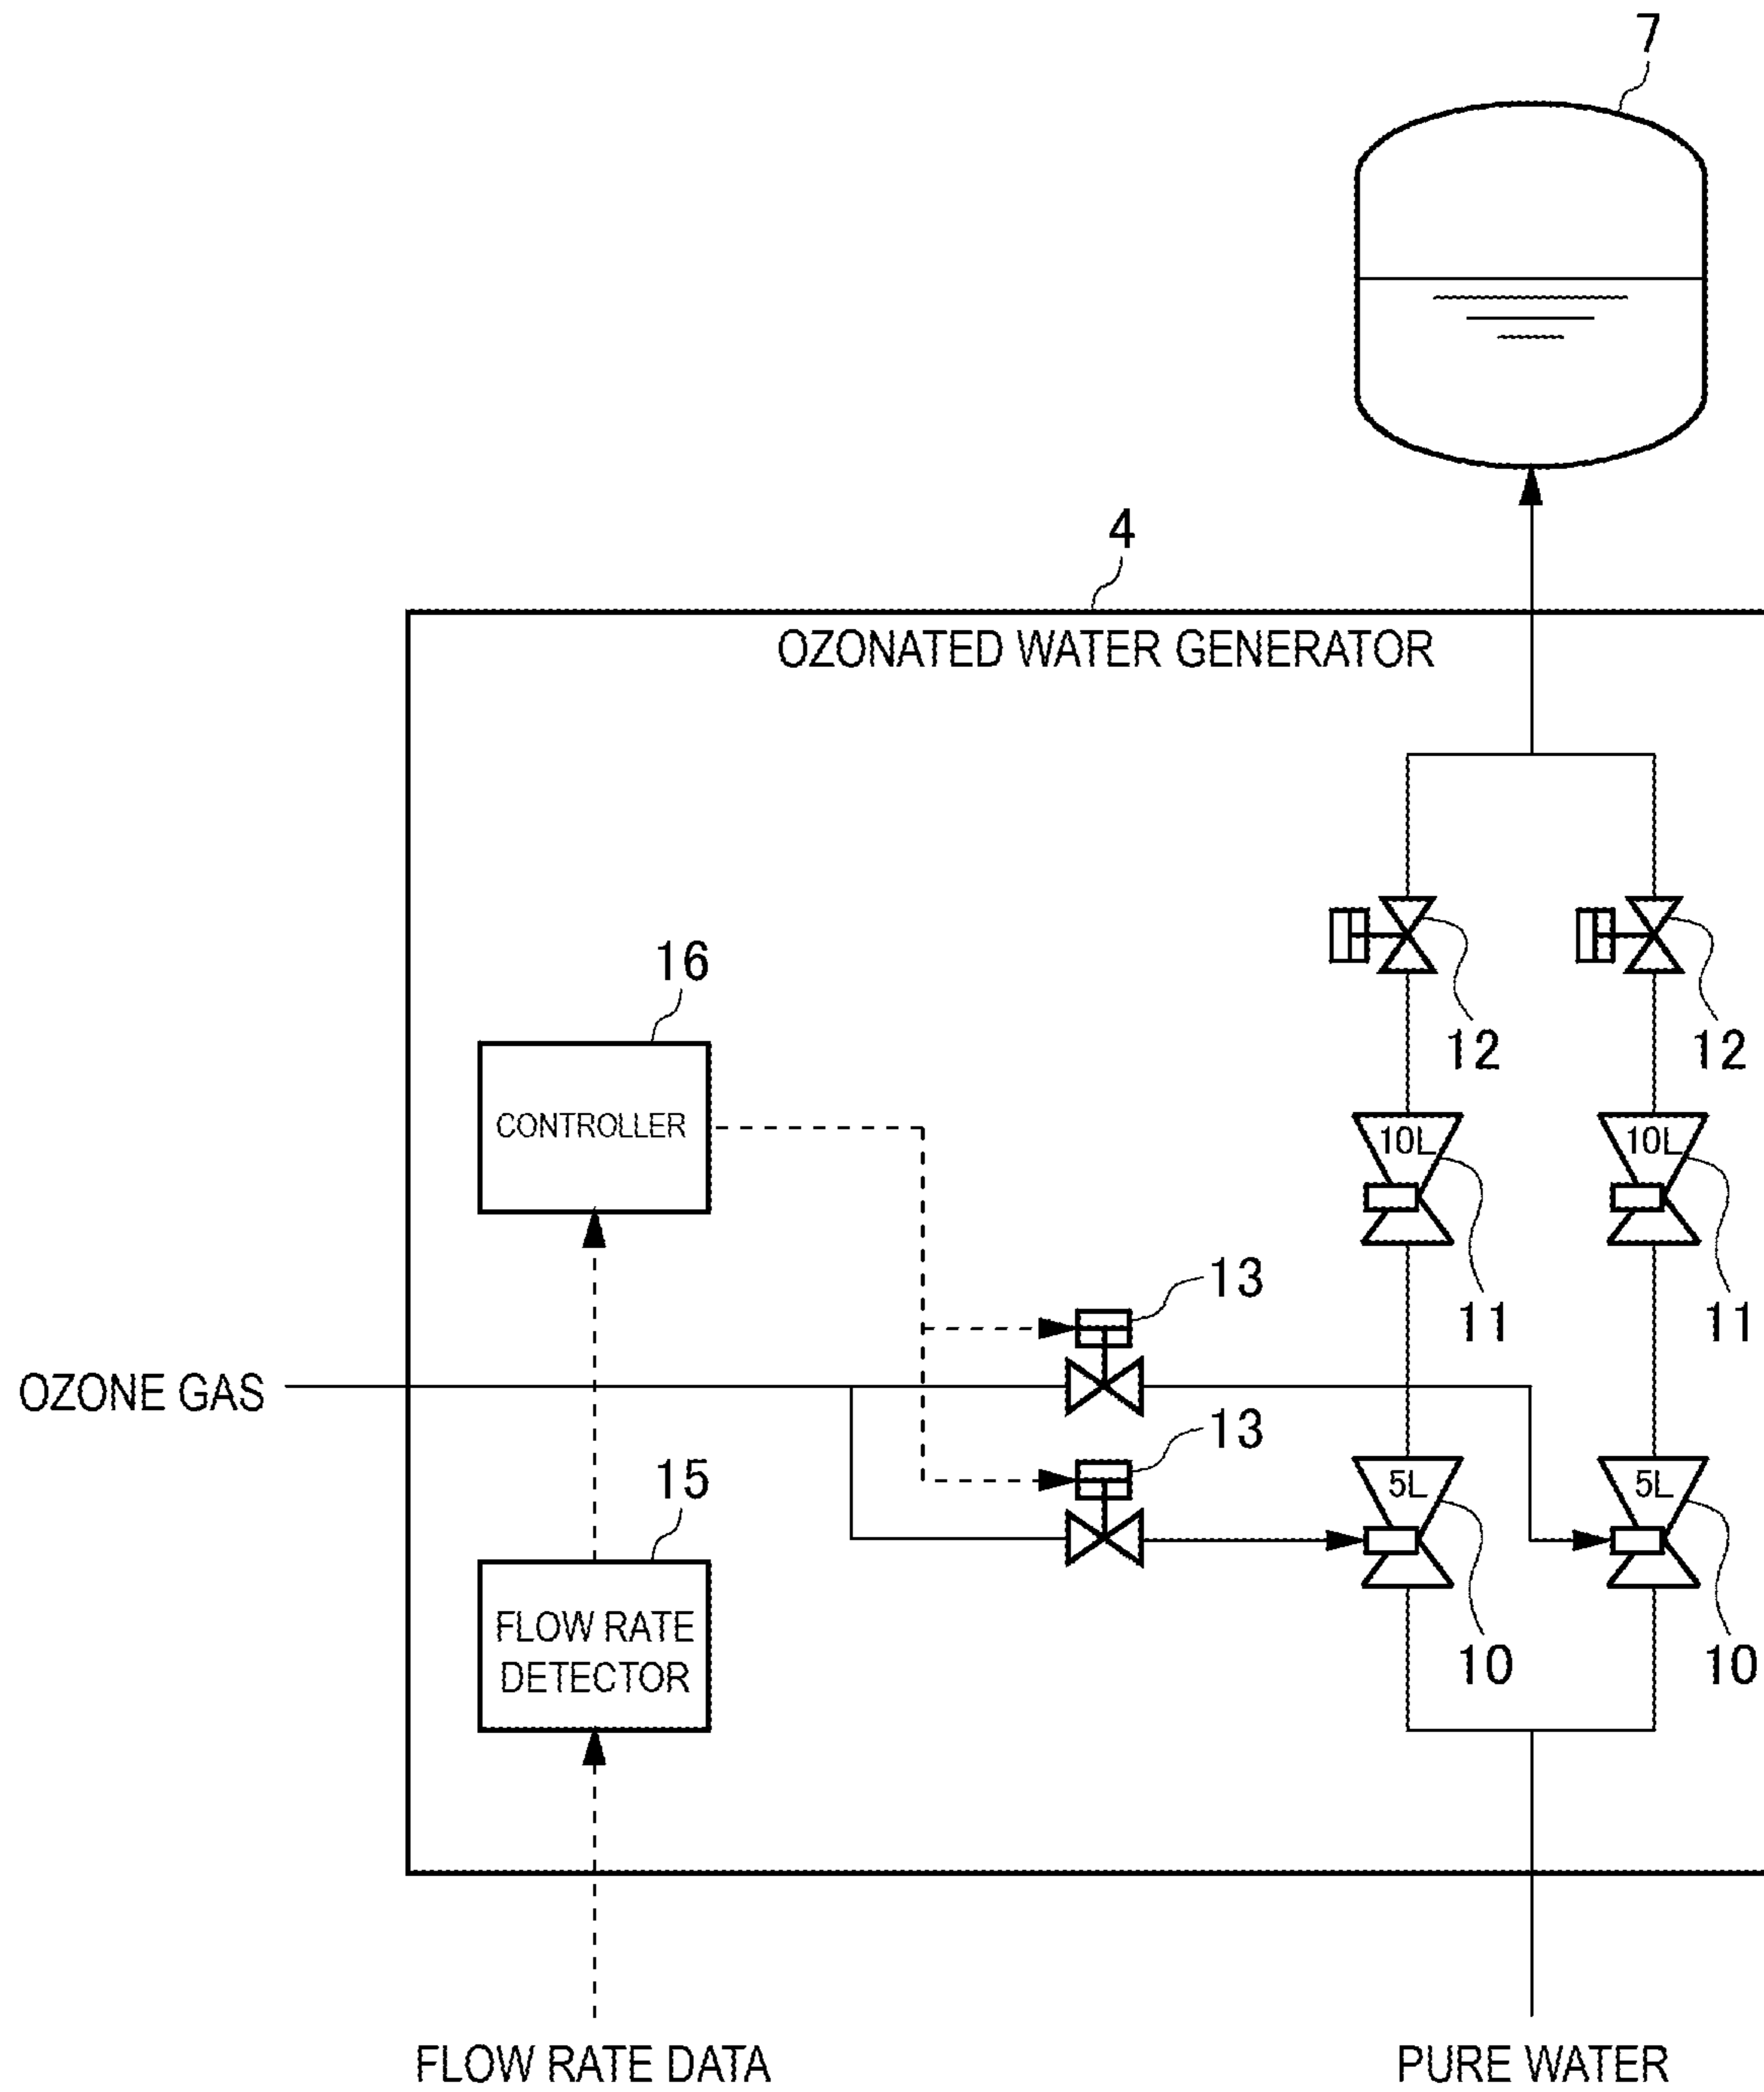 7
4
OZONATED WATER GENERATOR
16
12
12
CONTROLLER
10L
10L
13
11
11
OZONE GAS
13
15
5L
5L
FLOW RATE
DETECTOR
10
10
FLOW RATE DATA
PURE WATER